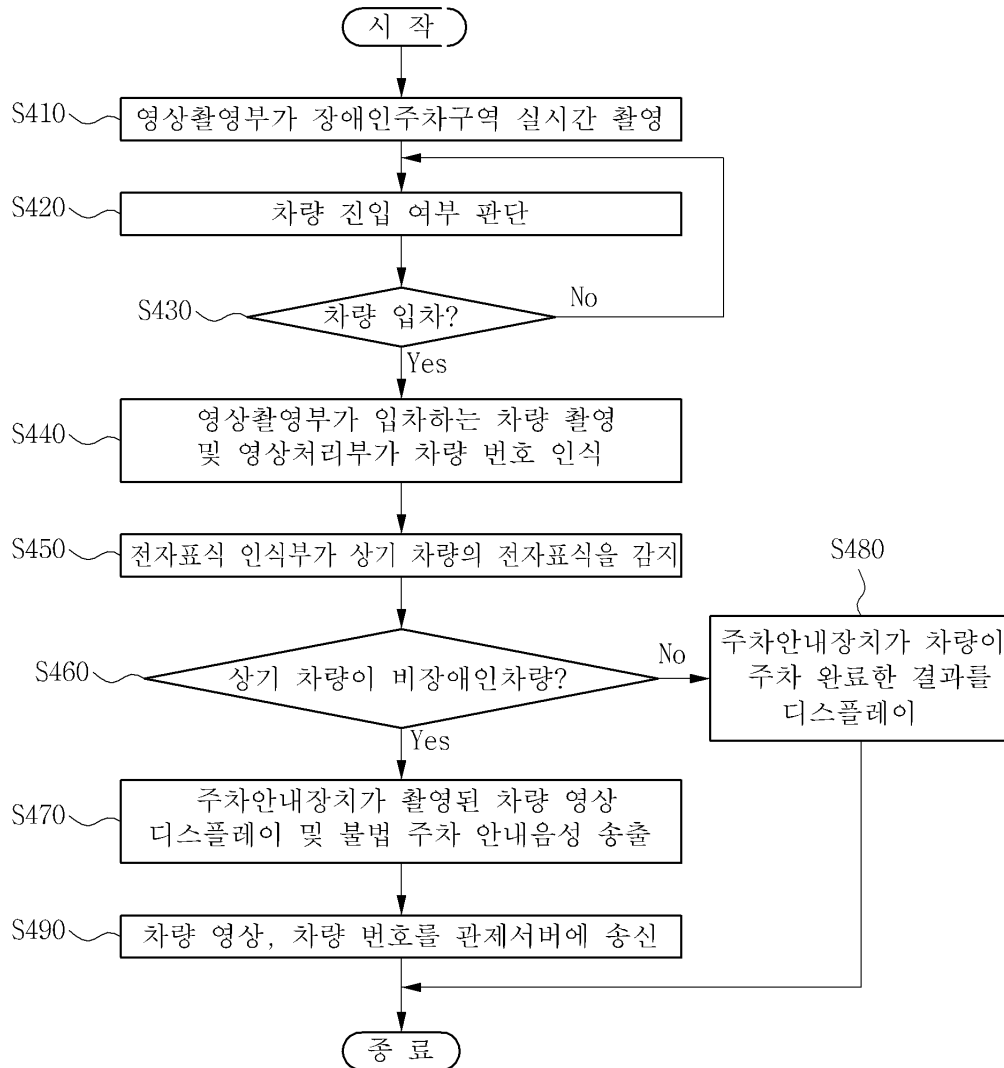 시 작
S410
영상촬영부가 장애인주차구역 실시간 촬영
S420
차량 진입 여부 판단
S430
차량 입차?
No
Yes
S440
영상촬영부가 입차하는 차량 촬영
및 영상처리부가 차량 번호 인식
S450
전자표식 인식부가 상기 차량의 전자표식을 감지
S460
상기 차량이 비장애인차량?
No
Yes
S480
주차안내장치가 차량이
주차 완료한 결과를
디스플레이
S470
주차안내장치가 촬영된 차량 영상
디스플레이 및 불법 주차 안내음성 송출
S490
차량 영상, 차량 번호를 관제서버에 송신
종 료